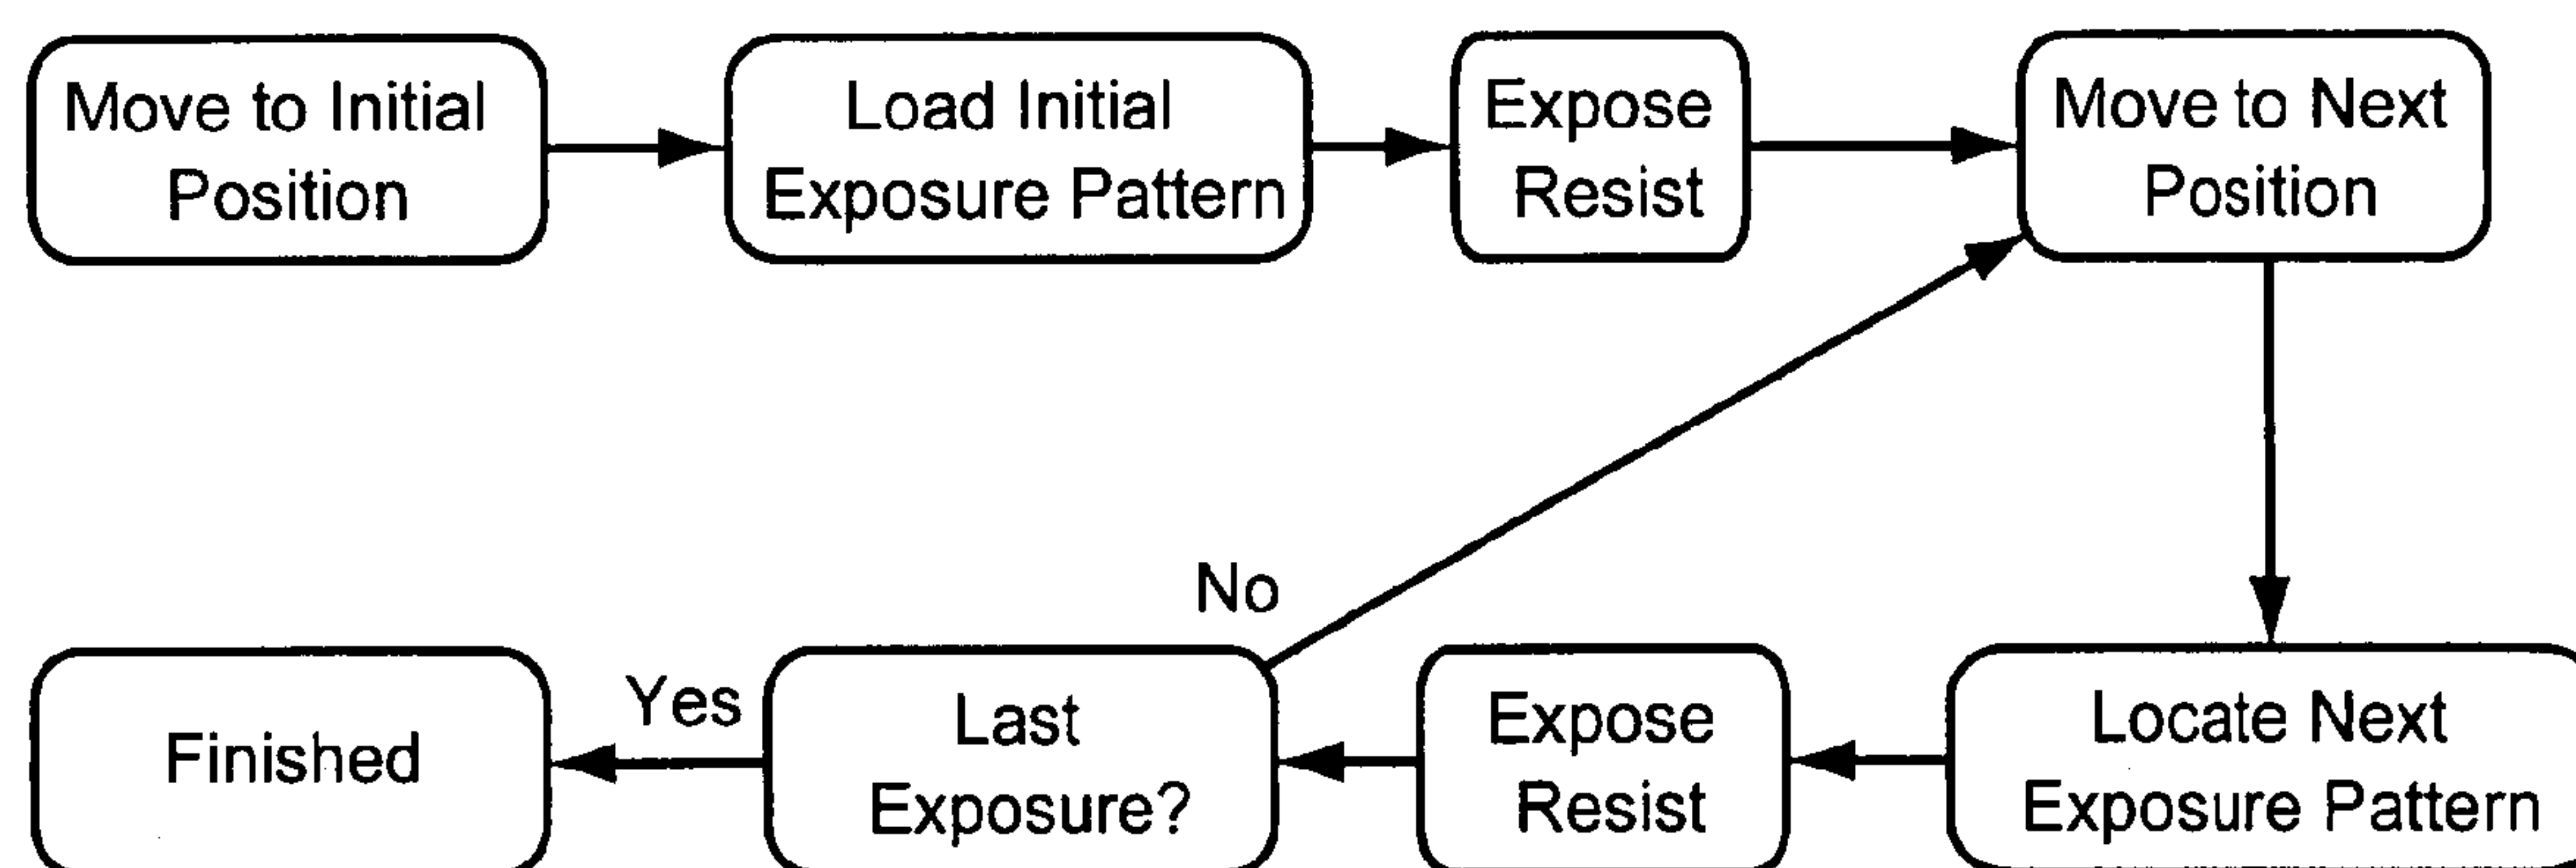 Move to Initial
Position
Load Initial
Exposure Pattern
Expose
Resist
Move to Next
Position
No
Yes
Finished
Last
Exposure?
Expose
Resist
Locate Next
Exposure Pattern